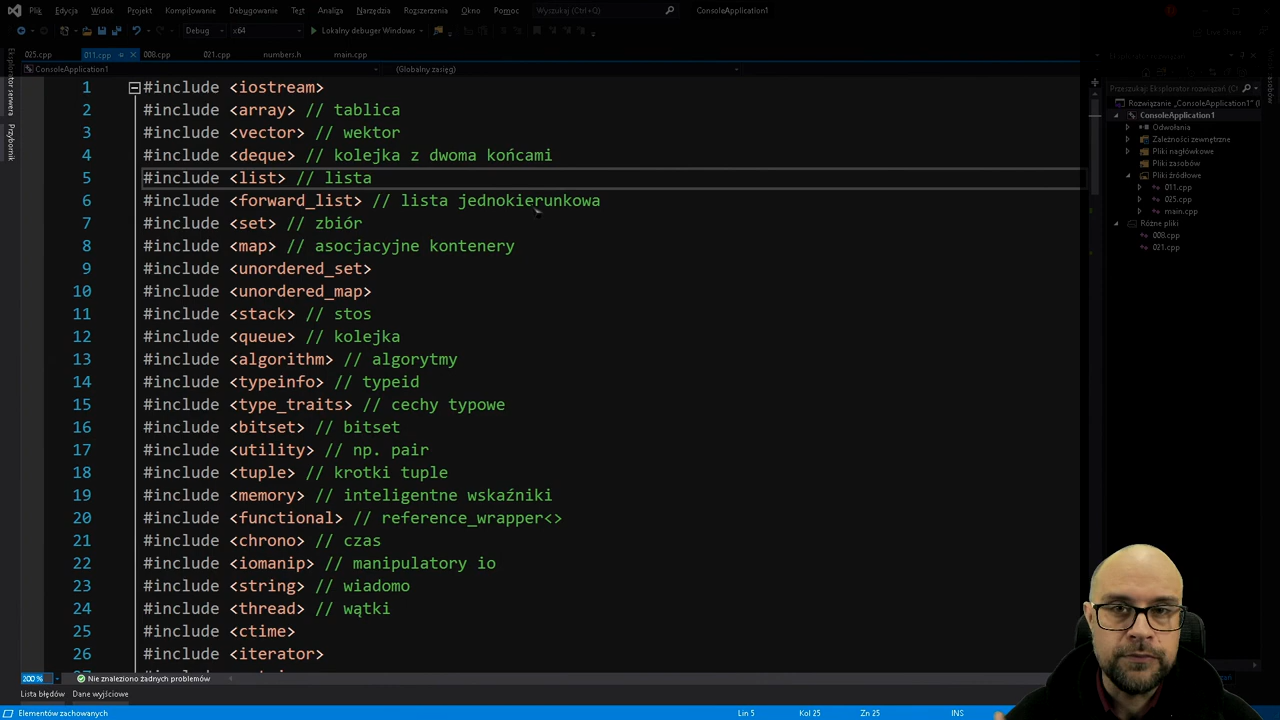 Plik Edycja Widok Projekt Kompilowanie Debugowanie Test Analiza Narzędzia Rozszerzenia Okno Pomoc Wyszukaj (Ctrl+Q) ConsoleApplication1
Debug x64 Lokalny debuger Windows Live Share
025.cpp 011.cpp 008.cpp 021.cpp numbers.h main.cpp
ConsoleApplication1 (Globalny zasięg)
Eksplorator serwera
Przybornik
1 #include <iostream>
2 #include <array> // tablica
3 #include <vector> // wektor
4 #include <deque> // kolejka z dwoma końcami
5 #include <list> // lista
6 #include <forward_list> // lista jednokierunkowa
7 #include <set> // zbiór
8 #include <map> // asocjacyjne kontenery
9 #include <unordered_set>
10 #include <unordered_map>
11 #include <stack> // stos
12 #include <queue> // kolejka
13 #include <algorithm> // algorytmy
14 #include <typeinfo> // typeid
15 #include <type_traits> // cechy typowe
16 #include <bitset> // bitset
17 #include <utility> // np. pair
18 #include <tuple> // krotki tuple
19 #include <memory> // inteligentne wskaźniki
20 #include <functional> // reference_wrapper<>
21 #include <chrono> // czas
22 #include <iomanip> // manipulatory io
23 #include <string> // wiadomo
24 #include <thread> // wątki
25 #include <ctime>
26 #include <iterator>
Przeszukaj: Eksplorator rozwiązań (
Rozwiązanie „ConsoleApplication1" (
ConsoleApplication1
Odwołania
Zależności zewnętrzne
Pliki nagłówkowe
Pliki zasobów
Pliki źródłowe
011.cpp
025.cpp
main.cpp
Różne pliki
008.cpp
021.cpp
200 % Nie znaleziono żadnych problemów
Lista błędów Dane wyjściowe
Elementów zachowanych Lin 5 Kol 25 Zn 25 INS